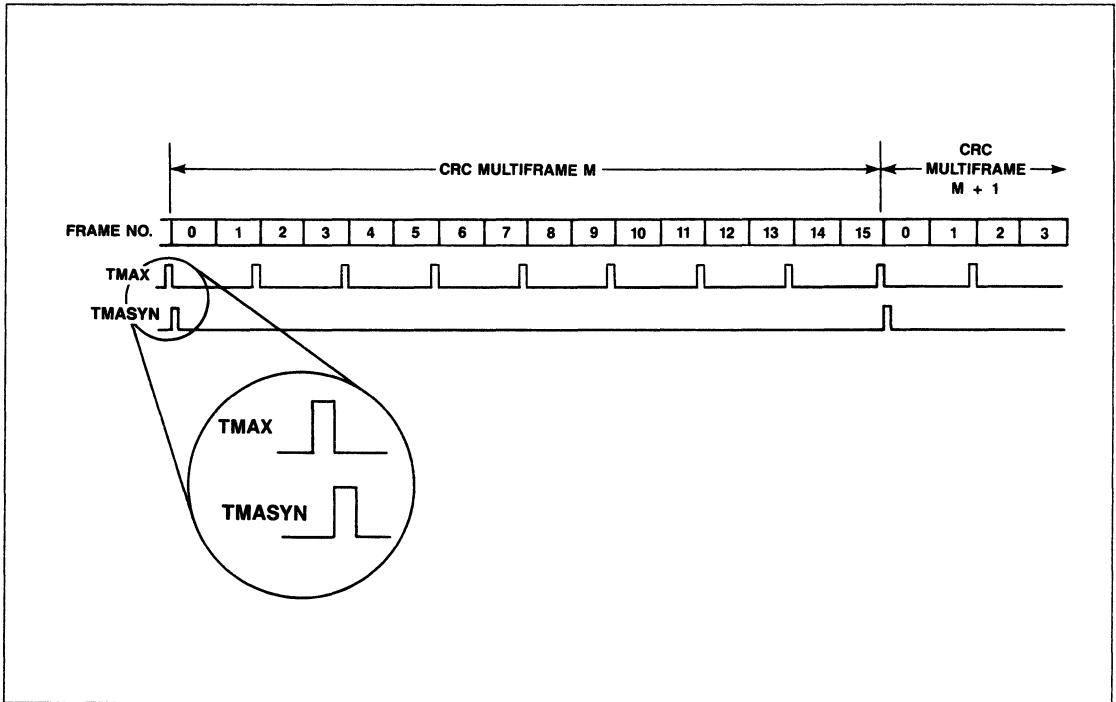 CRC MULTIFRAME M
CRC
MULTIFRAME
M + 1
FRAME NO. 0 1 2 3 4 5 6 7 8 9 10 11 12 13 14 15 0 1 2 3
TMAX
TMASYN
TMAX
TMASYN